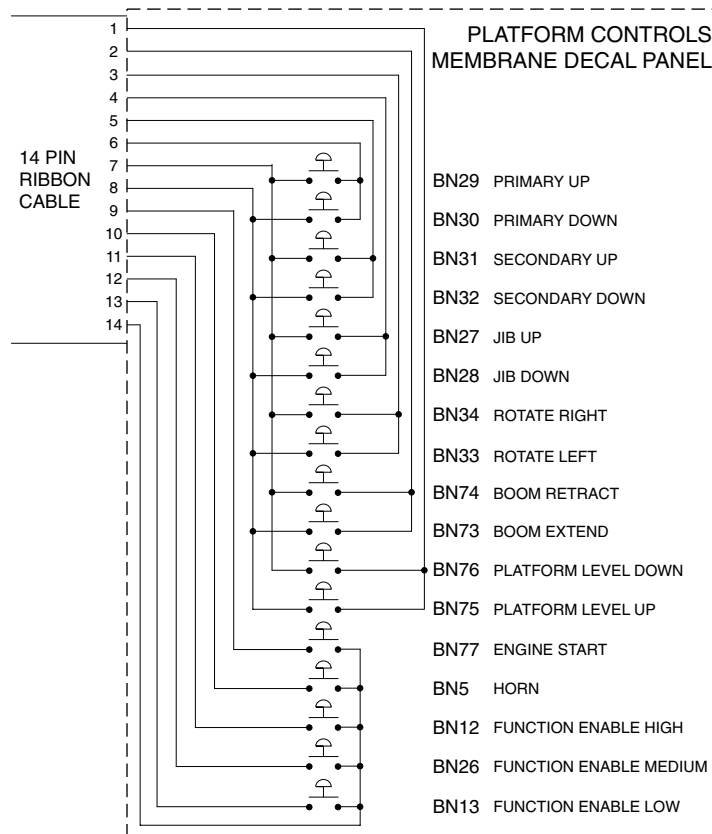 PLATFORM CONTROLS
MEMBRANE DECAL PANEL
1
2
3
4
5
6
7
8
9
10
11
12
13
14
14 PIN
RIBBON
CABLE
BN29 PRIMARY UP
BN30 PRIMARY DOWN
BN31 SECONDARY UP
BN32 SECONDARY DOWN
BN27 JIB UP
BN28 JIB DOWN
BN34 ROTATE RIGHT
BN33 ROTATE LEFT
BN74 BOOM RETRACT
BN73 BOOM EXTEND
BN76 PLATFORM LEVEL DOWN
BN75 PLATFORM LEVEL UP
BN77 ENGINE START
BN5 HORN
BN12 FUNCTION ENABLE HIGH
BN26 FUNCTION ENABLE MEDIUM
BN13 FUNCTION ENABLE LOW